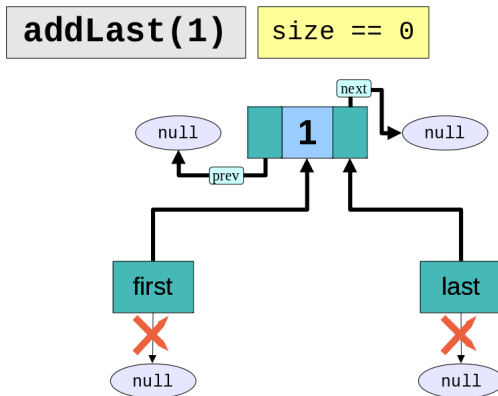 addLast(1)
size == 0
next
null
1
null
prev
first
last
null
null